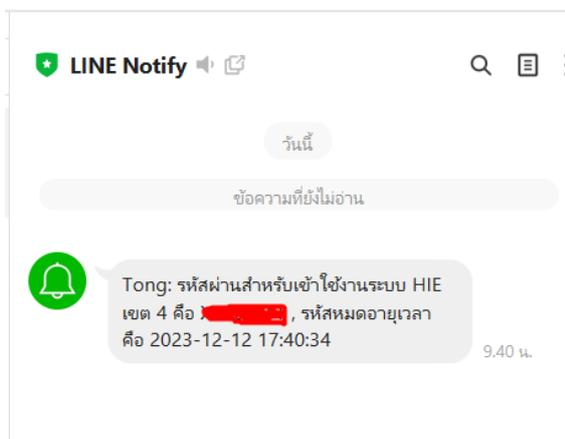 LINE Notify
วันนี้
ข้อความที่ยังไม่อ่าน
Tong: รหัสผ่านสำหรับเข้าใช้งานระบบ HIE
เขต 4 คือ , รหัสหมดอายุเวลา
คือ 2023-12-12 17:40:34
9.40 น.